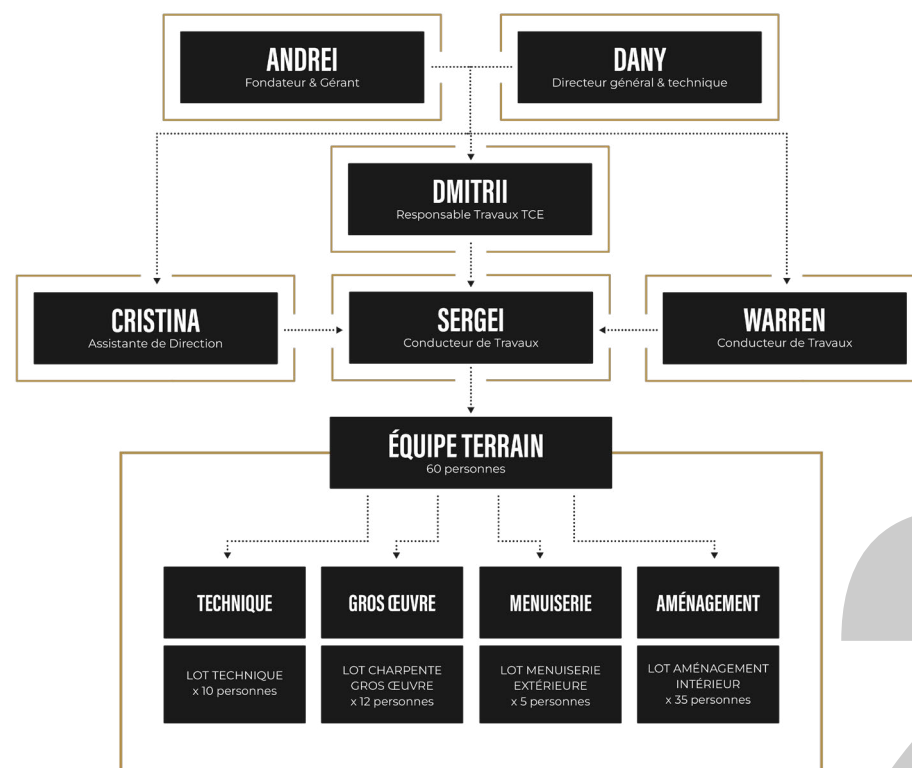 ANDREI
Fondateur & Gérant
DANY
Directeur général & technique
DMITRII
Responsable Travaux TCE
CRISTINA
Assistante de Direction
SERGEI
Conducteur de Travaux
WARREN
Conducteur de Travaux
ÉQUIPE TERRAIN
60 personnes
TECHNIQUE
GROS ŒUVRE
MENUISERIE
AMÉNAGEMENT
LOT TECHNIQUE
x 10 personnes
LOT CHARPENTE
GROS ŒUVRE
x 12 personnes
LOT MENUISERIE
EXTÉRIEURE
x 5 personnes
LOT AMÉNAGEMENT
INTÉRIEUR
x 35 personnes